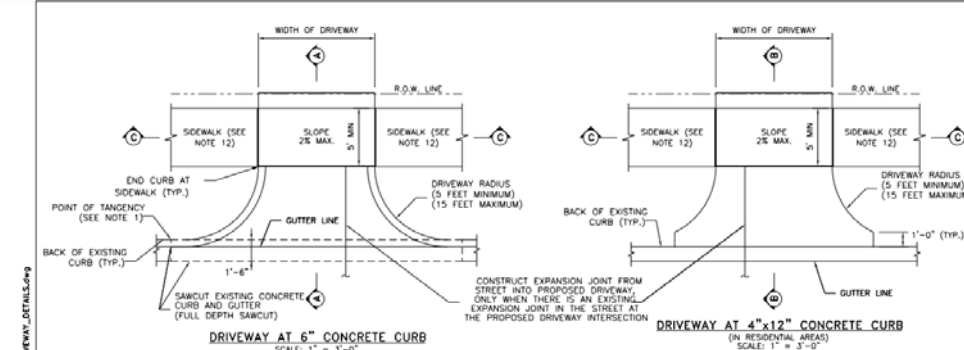 WIDTH OF DRIVEWAY
A
R.O.W. LINE
C
SIDEWALK (SEE
NOTE 12)
SLOPE
2% MAX.
5' MIN
SIDEWALK (SEE
NOTE 12)
C
END CURB AT
SIDEWALK (TYP.)
DRIVEWAY RADIUS
(5 FEET MINIMUM)
(15 FEET MAXIMUM)
POINT OF TANGENCY
(SEE NOTE 1)
GUTTER LINE
BACK OF EXISTING
CURB (TYP.)
1'-6"
SAWCUT EXISTING CONCRETE
CURB AND GUTTER
(FULL DEPTH SAWCUT)
A
DRIVEWAY AT 6" CONCRETE CURB
SCALE: 1" = 3'-0"
CONSTRUCT EXPANSION JOINT FROM
STREET INTO PROPOSED DRIVEWAY,
ONLY WHEN THERE IS AN EXISTING
EXPANSION JOINT IN THE STREET AT
THE PROPOSED DRIVEWAY INTERSECTION
WIDTH OF DRIVEWAY
B
R.O.W. LINE
C
SIDEWALK (SEE
NOTE 12)
SLOPE
2% MAX.
5' MIN
SIDEWALK (SEE
NOTE 12)
C
DRIVEWAY RADIUS
(5 FEET MINIMUM)
(15 FEET MAXIMUM
BACK OF EXISTING
CURB (TYP.)
1'-0" (TYP.)
GUTTER LINE
B
DRIVEWAY AT 4"x12" CONCRETE CURB
(IN RESIDENTIAL AREAS)
SCALE: 1" = 3'-0"
EWAY_DETAILS.dwg